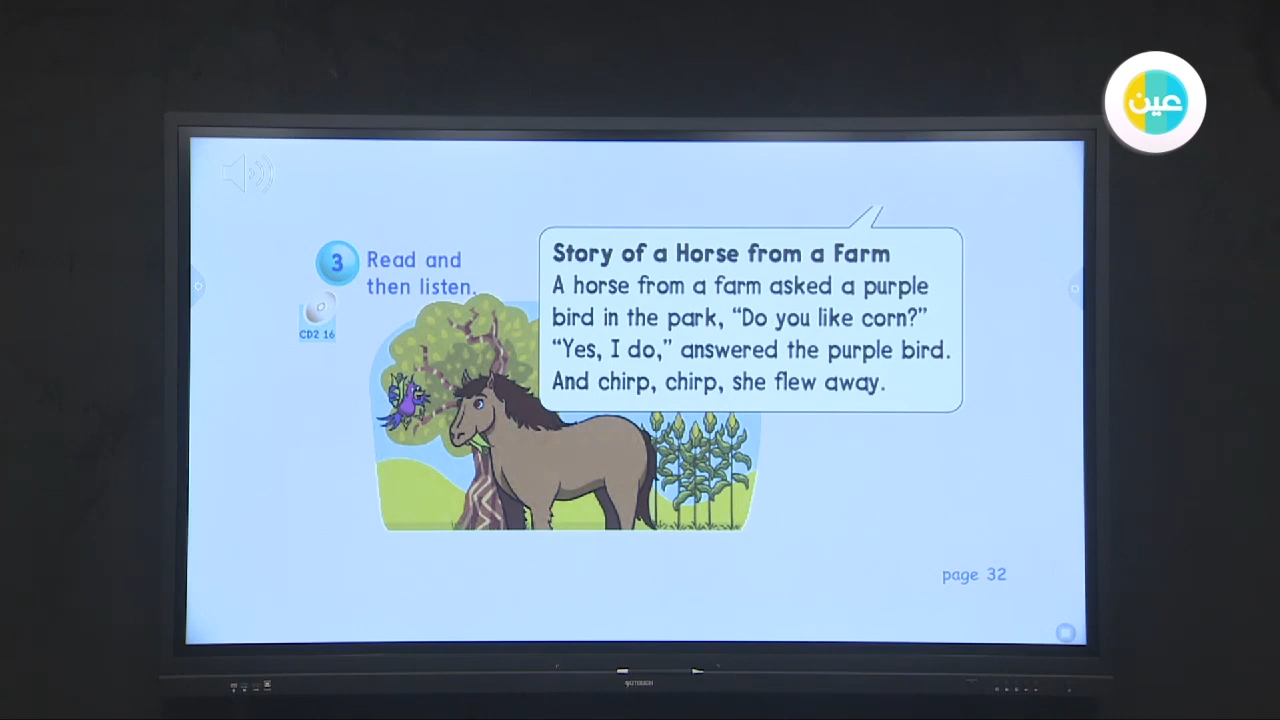 عين
3
Read and
then listen.
CD2 16
Story of a Horse from a Farm
A horse from a farm asked a purple
bird in the park, “Do you like corn?”
“Yes, I do,” answered the purple bird.
And chirp, chirp, she flew away.
page 32